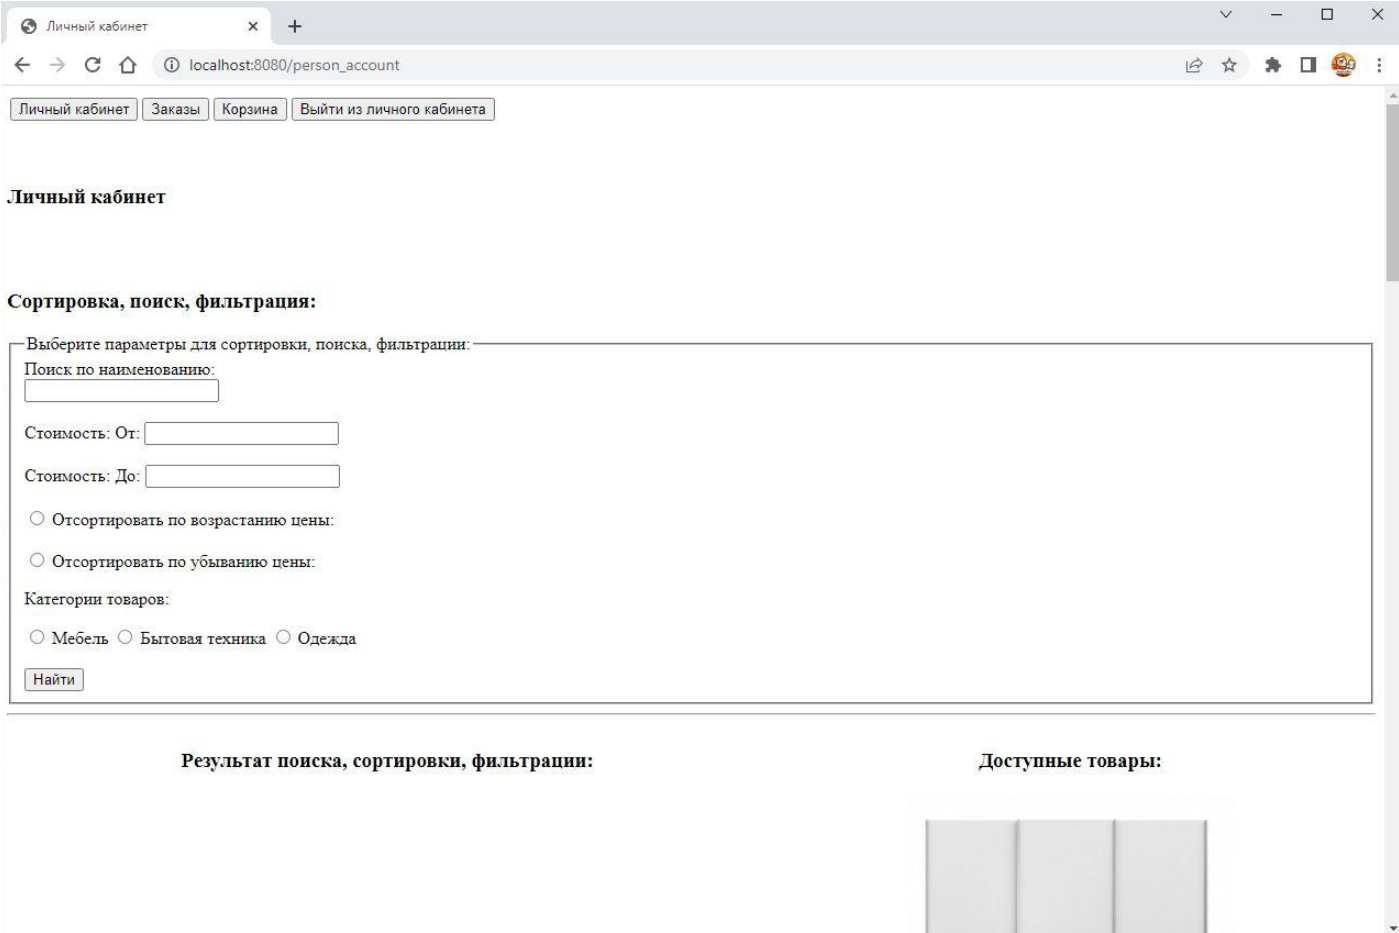 Личный кабинет
localhost:8080/person_account
Личный кабинет Заказы Корзина Выйти из личного кабинета
Личный кабинет
Сортировка, поиск, фильтрация:
Выберите параметры для сортировки, поиска, фильтрации:
Поиск по наименованию:
Стоимость: От:
Стоимость: До:
Отсортировать по возрастанию цены:
Отсортировать по убыванию цены:
Категории товаров:
Мебель Бытовая техника Одежда
Найти
Результат поиска, сортировки, фильтрации: Доступные товары: